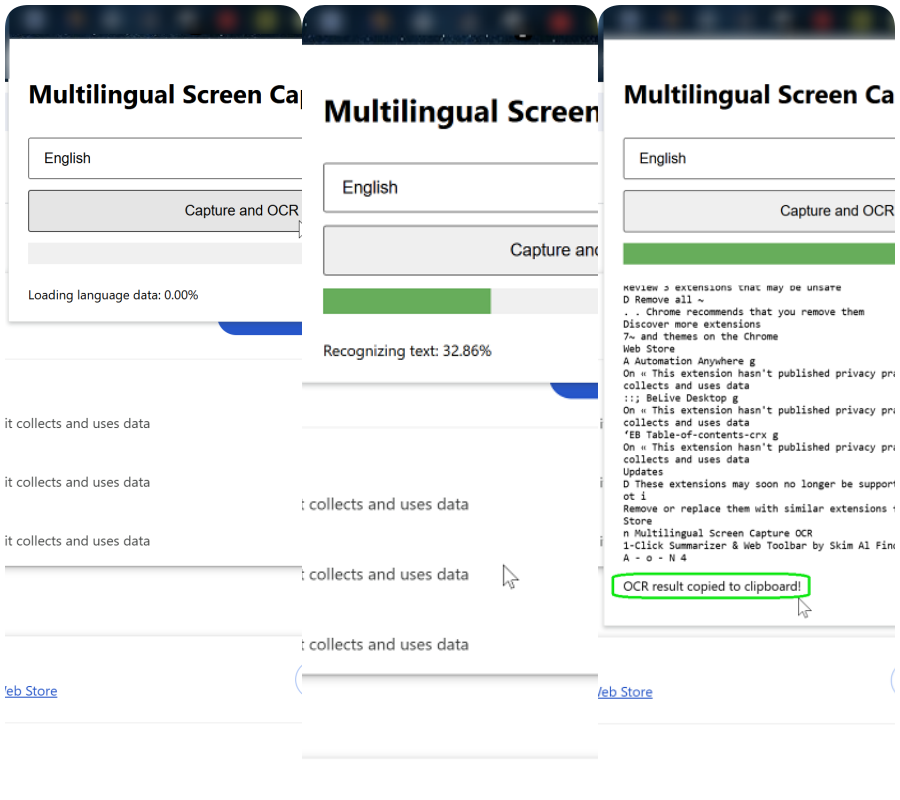 Multilingual Screen Ca
English
Capture and OCR
Loading language data: 0.00%
it collects and uses data
it collects and uses data
it collects and uses data
Web Store
Multilingual Screen
English
Capture and
Recognizing text: 32.86%
t collects and uses data
t collects and uses data
t collects and uses data
Multilingual Screen Ca
English
Capture and OCR
Review 3 extensions that may be unsafe
D Remove all ~
. . Chrome recommends that you remove them
Discover more extensions
7~ and themes on the Chrome
Web Store
A Automation Anywhere g
On « This extension hasn't published privacy pra
collects and uses data
::; BeLive Desktop g
On « This extension hasn't published privacy pra
collects and uses data
‘EB Table-of-contents-crx g
On « This extension hasn't published privacy pra
collects and uses data
Updates
D These extensions may soon no longer be support
ot i
Remove or replace them with similar extensions
Store
n Multilingual Screen Capture OCR
1-Click Summarizer & Web Toolbar by Skim Al Fin
A - o - N 4
OCR result copied to clipboard!
Web Store